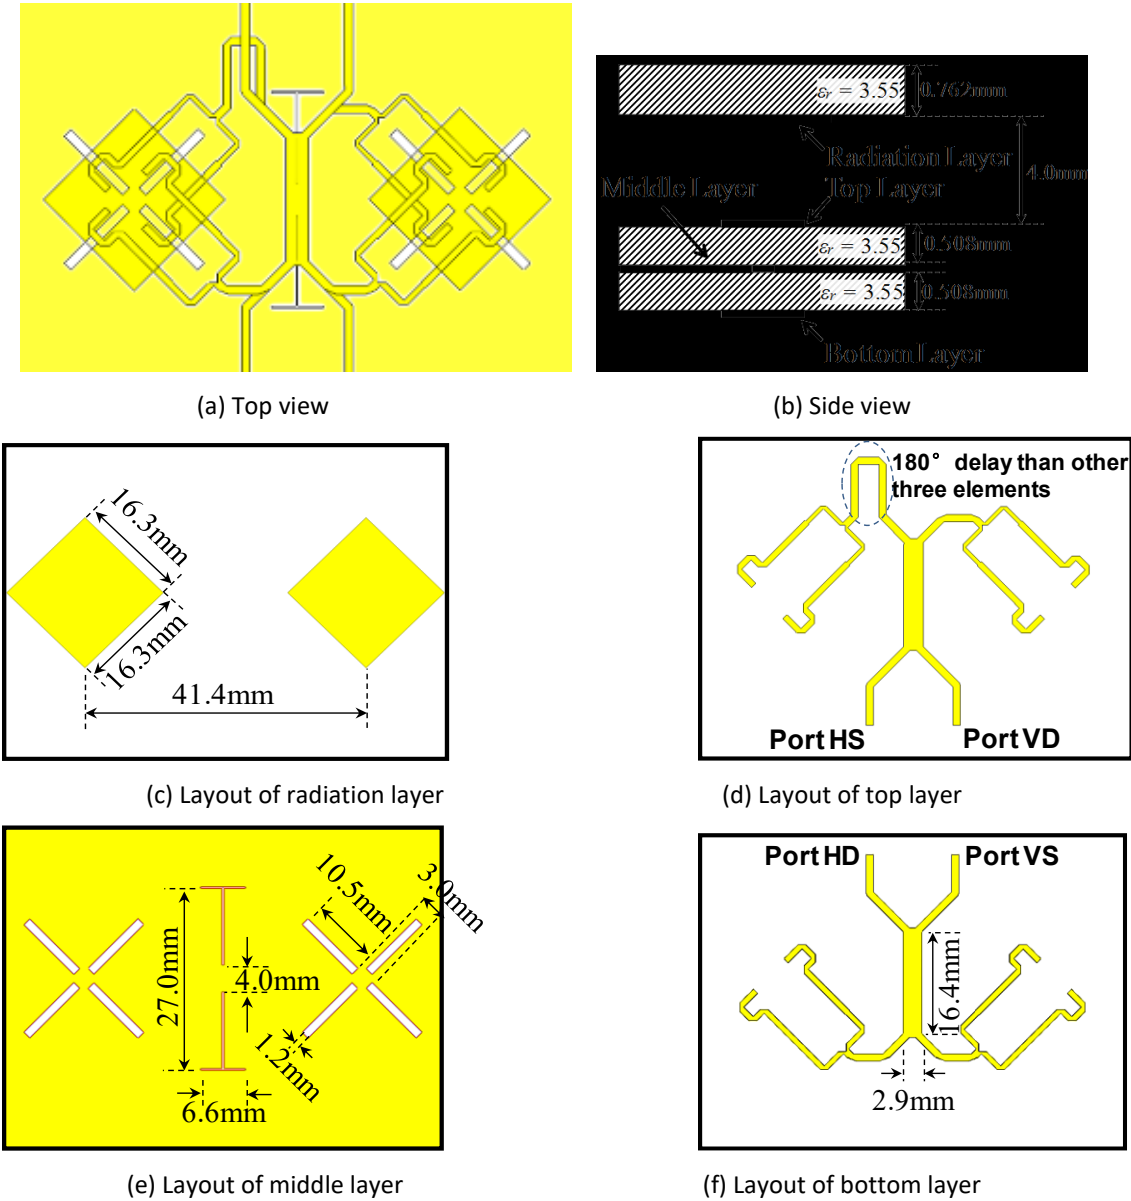 εr = 3.55
0.762mm
Radiation Layer
4.0mm
Middle Layer
Top Layer
εr = 3.55
0.508mm
εr = 3.55
0.508mm
Bottom Layer
(a) Top view
(b) Side view
16.3mm
16.3mm
41.4mm
180° delay than other
three elements
Port HS
Port VD
(c) Layout of radiation layer
(d) Layout of top layer
10.5mm
3.0mm
27.0mm
4.0mm
1.2mm
6.6mm
Port HD
Port VS
16.4mm
2.9mm
(e) Layout of middle layer
(f) Layout of bottom layer